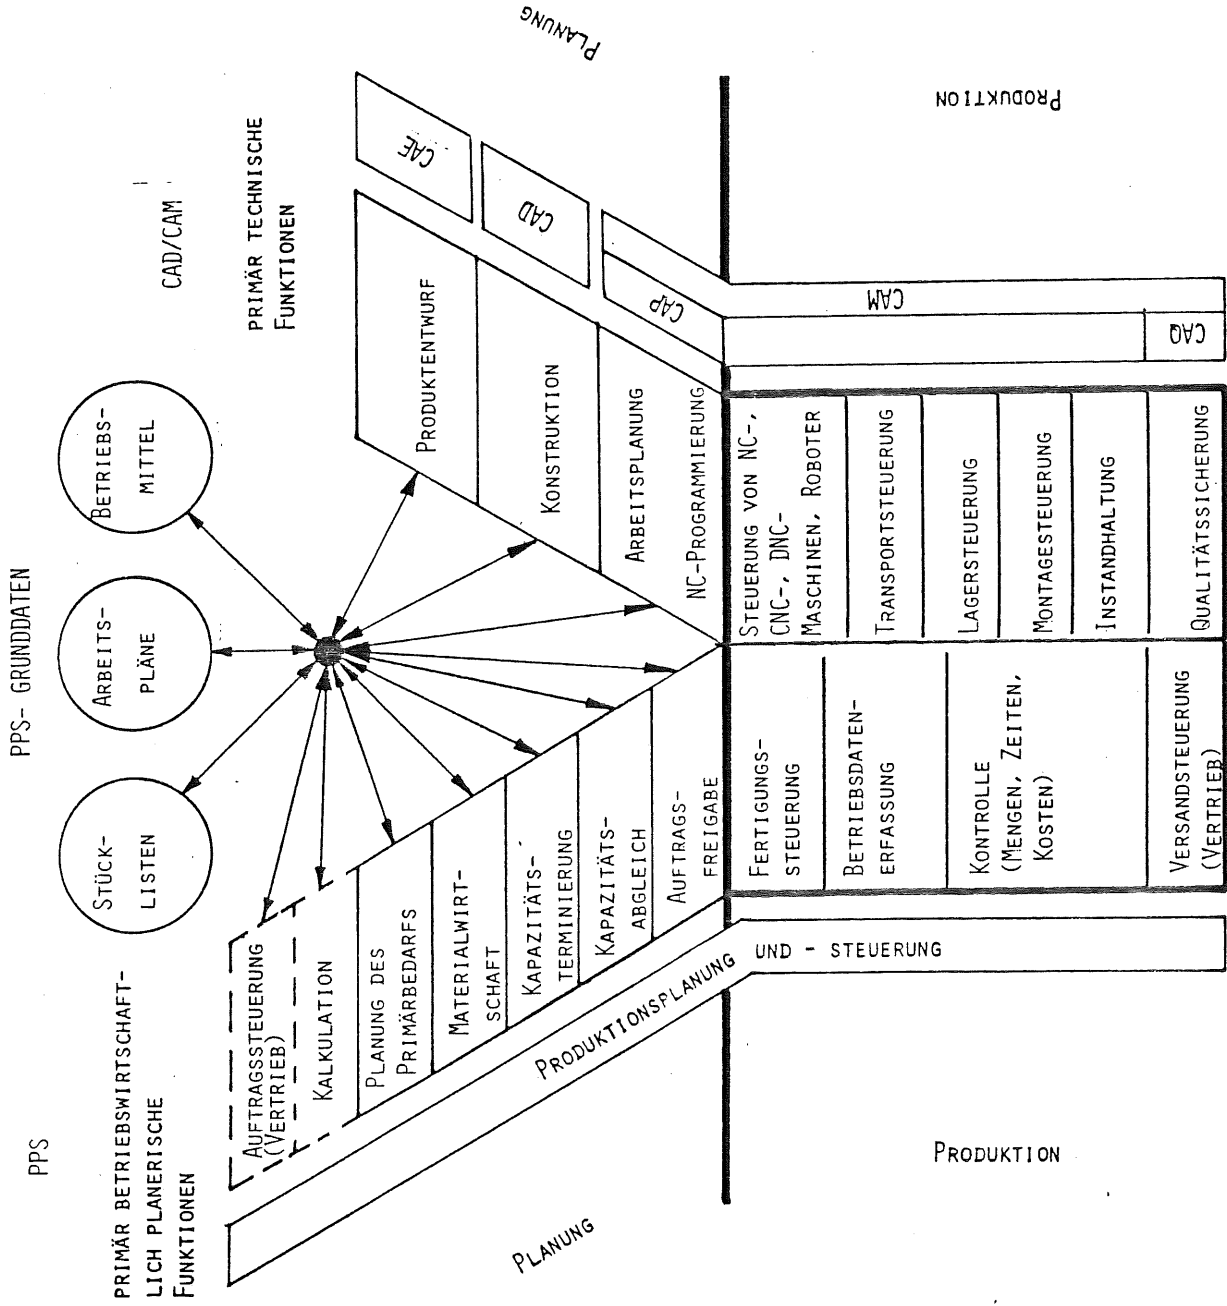 PPS
PPS- GRUNDDATEN
CAD/CAM
PRIMÄR BETRIEBSWIRTSCHAFT-
LICH PLANERISCHE
FUNKTIONEN
STÜCK-
LISTEN
ARBEITS-
PLÄNE
BETRIEBS-
MITTEL
PRIMÄR TECHNISCHE
FUNKTIONEN
AUFTRAGSSTEUERUNG
(VERTRIEB)
KALKULATION
PLANUNG DES
PRIMÄRBEDARFS
MATERIALWIRT-
SCHAFT
KAPAZITÄTS-
TERMINIERUNG
KAPAZITÄTS-
ABGLEICH
AUFTRAGS-
FREIGABE
PRODUKTENTWURF
KONSTRUKTION
ARBEITSPLANUNG
NC-PROGRAMMIERUNG
CAE
CAD
CAP
PLANUNG
PLANUNG
PRODUKTIONSPLANUNG
UND - STEUERUNG
FERTIGUNGS-
STEUERUNG
BETRIEBSDATEN-
ERFASSUNG
KONTROLLE
(MENGEN, ZEITEN,
KOSTEN)
VERSANDSTEUERUNG
(VERTRIEB)
STEUERUNG VON NC-,
CNC-, DNC-
MASCHINEN, ROBOTER
TRANSPORTSTEUERUNG
LAGERSTEUERUNG
MONTAGESTEUERUNG
INSTANDHALTUNG
QUALITÄTSSICHERUNG
CAM
CAQ
PRODUKTION
PRODUKTION